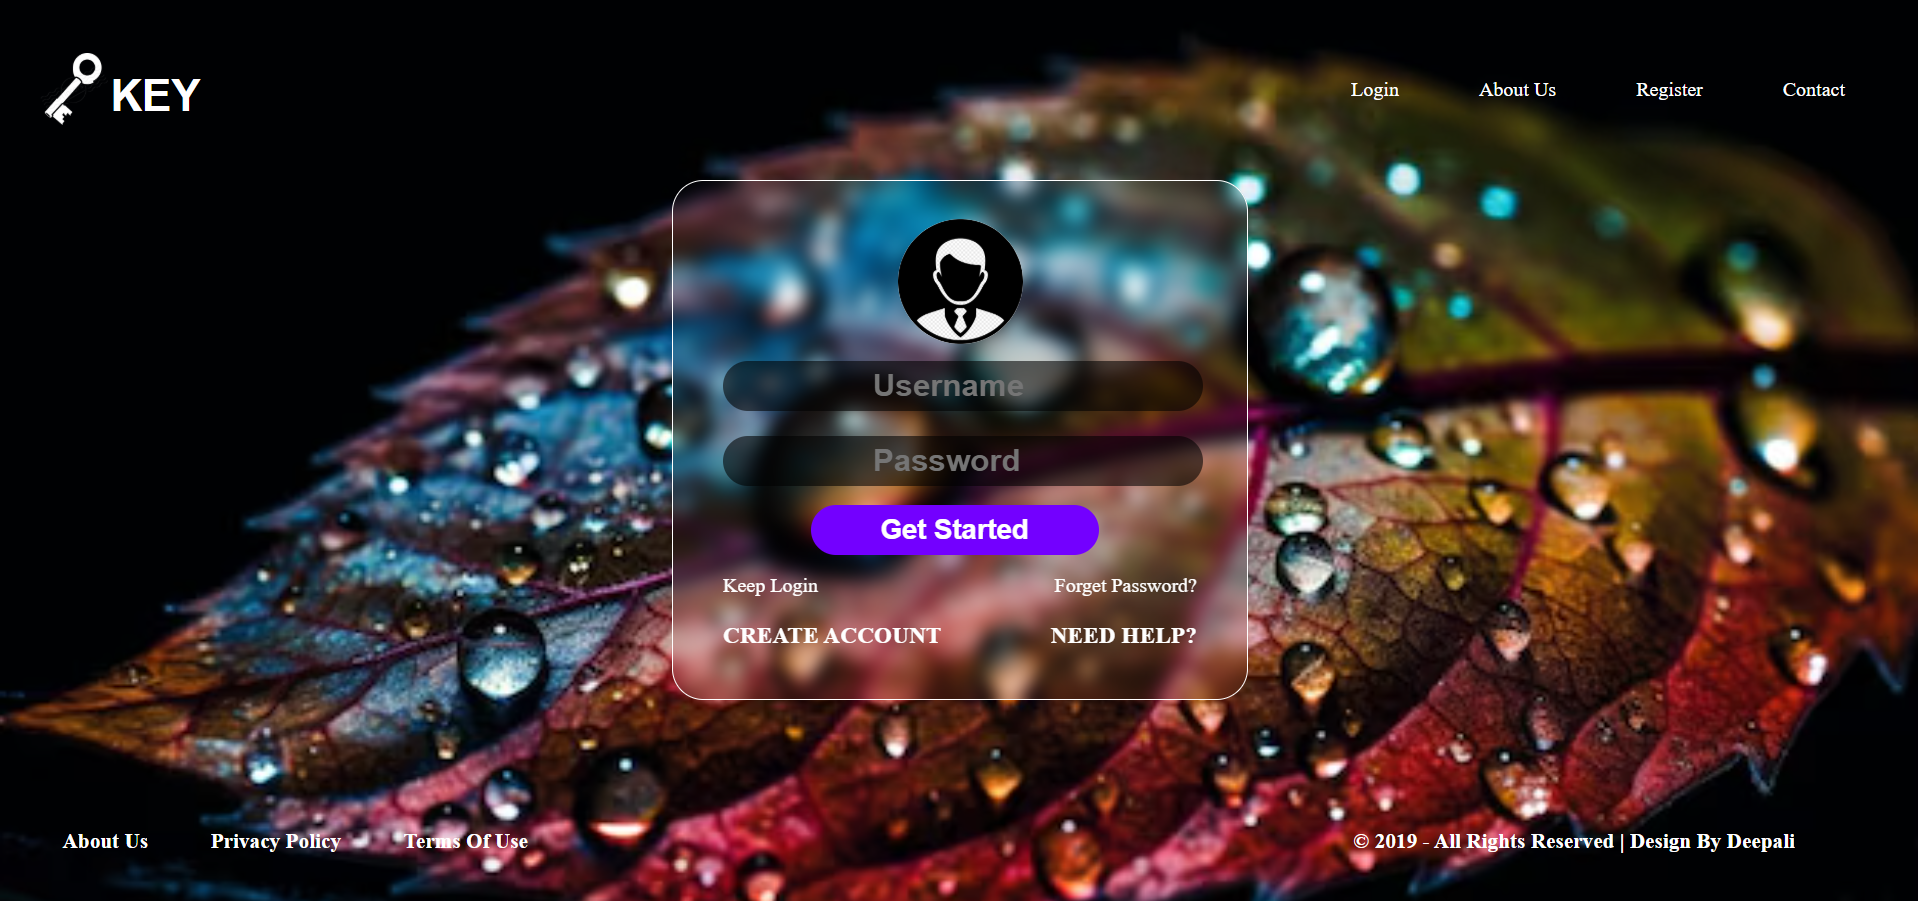 KEY
Login About Us Register Contact
Username
Password
Get Started
Keep Login Forget Password?
CREATE ACCOUNT NEED HELP?
About Us Privacy Policy Terms Of Use © 2019 - All Rights Reserved | Design By Deepali